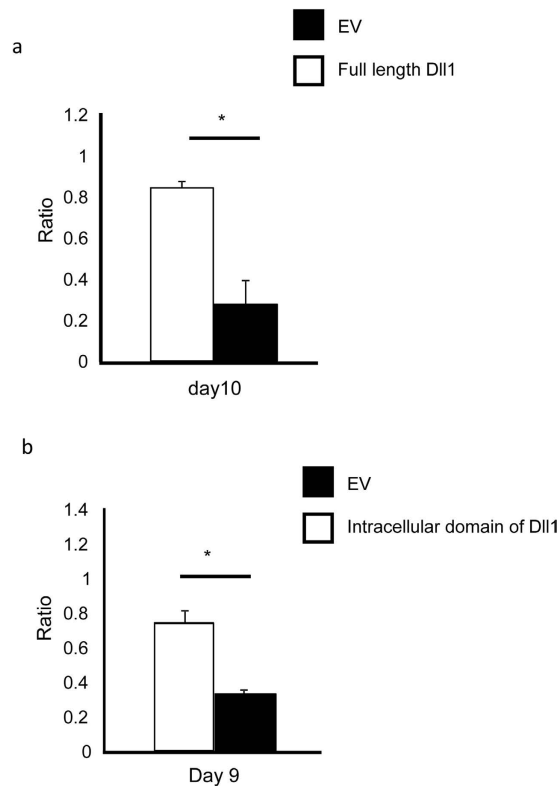 a
EV
Full length Dll1
1.2
1
0.8
0.6
0.4
0.2
0
Ratio
*
day10
b
EV
Intracellular domain of Dll1
1.4
1.2
1
0.8
0.6
0.4
0.2
0
Ratio
*
Day 9